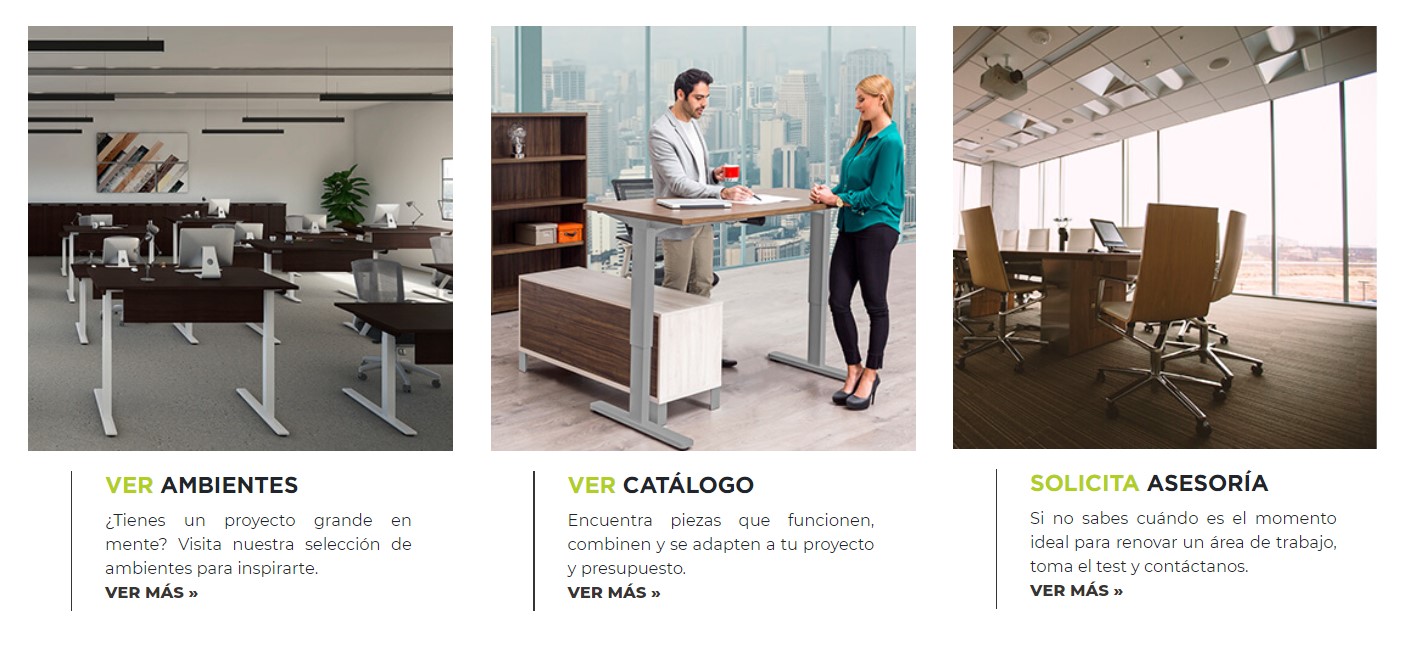 VER AMBIENTES
¿Tienes un proyecto grande en
mente? Visita nuestra selección de
ambientes para inspirarte.
VER MÁS »
VER CATÁLOGO
Encuentra piezas que funcionen,
combinen y se adapten a tu proyecto
y presupuesto.
VER MÁS »
SOLICITA ASESORÍA
Si no sabes cuándo es el momento
ideal para renovar un área de trabajo,
toma el test y contáctanos.
VER MÁS »